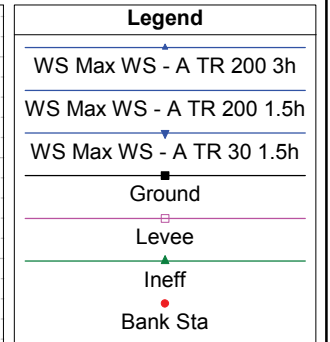 Legend
WS Max WS - A TR 200 3h
WS Max WS - A TR 200 1.5h
WS Max WS - A TR 30 1.5h
Ground
Levee
Ineff
Bank Sta